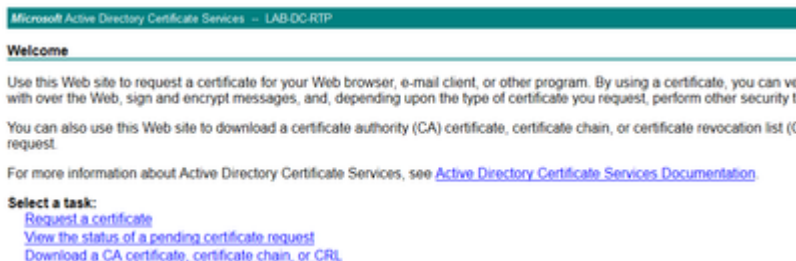 Microsoft Active Directory Certificate Services -- LAB-DC-RTP
Welcome
Use this Web site to request a certificate for your Web browser, e-mail client, or other program. By using a certificate, you can
with over the Web, sign and encrypt messages, and, depending upon the type of certificate you request, perform other security
You can also use this Web site to download a certificate authority (CA) certificate, certificate chain, or certificate revocation list
request.
For more information about Active Directory Certificate Services, see Active Directory Certificate Services Documentation.
Select a task:
Request a certificate
View the status of a pending certificate request
Download a CA certificate, certificate chain, or CRL